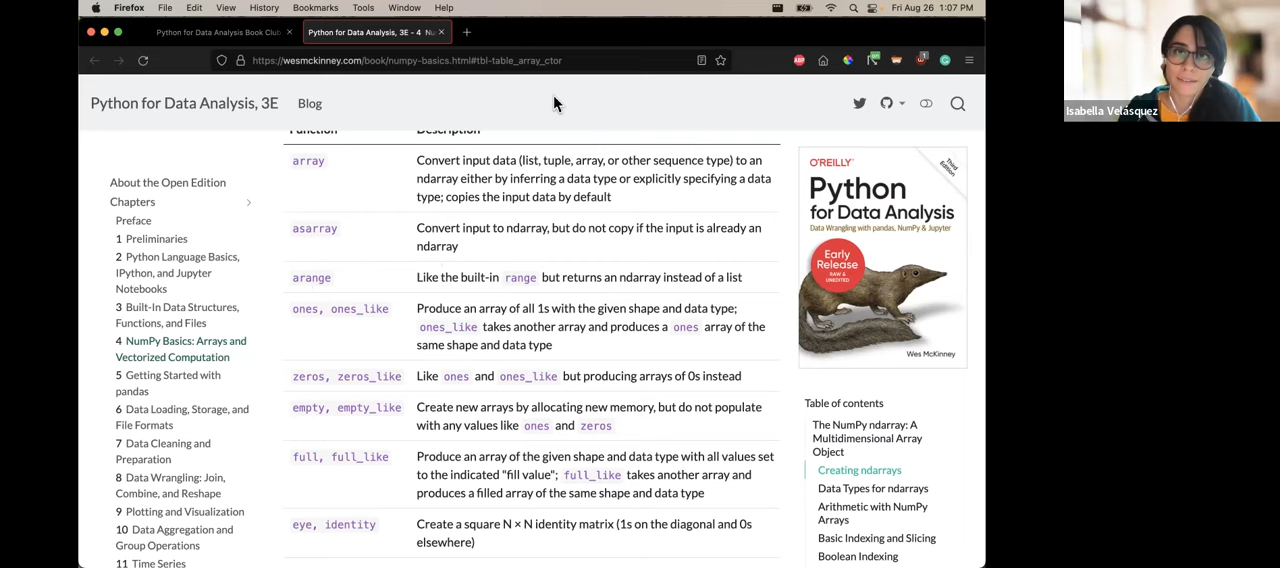 Firefox File Edit View History Bookmarks Tools Window Help Fri Aug 26 1:07 PM
Python for Data Analysis Book Club Python for Data Analysis, 3E - 4 Nu
https://wesmckinney.com/book/numpy-basics.html#tbl-table_array_ctor
Python for Data Analysis, 3E Blog
Function Description
array Convert input data (list, tuple, array, or other sequence type) to an
ndarray either by inferring a data type or explicitly specifying a data
type; copies the input data by default
asarray Convert input to ndarray, but do not copy if the input is already an
ndarray
arange Like the built-in range but returns an ndarray instead of a list
ones, ones_like Produce an array of all 1s with the given shape and data type;
ones_like takes another array and produces a ones array of the
same shape and data type
zeros, zeros_like Like ones and ones_like but producing arrays of 0s instead
empty, empty_like Create new arrays by allocating new memory, but do not populate
with any values like ones and zeros
full, full_like Produce an array of the given shape and data type with all values set
to the indicated "fill value"; full_like takes another array and
produces a filled array of the same shape and data type
eye, identity Create a square N × N identity matrix (1s on the diagonal and 0s
elsewhere)
About the Open Edition
Chapters
Preface
1 Preliminaries
2 Python Language Basics,
IPython, and Jupyter
Notebooks
3 Built-In Data Structures,
Functions, and Files
4 NumPy Basics: Arrays and
Vectorized Computation
5 Getting Started with
pandas
6 Data Loading, Storage, and
File Formats
7 Data Cleaning and
Preparation
8 Data Wrangling: Join,
Combine, and Reshape
9 Plotting and Visualization
10 Data Aggregation and
Group Operations
11 Time Series
O'REILLY
Third
Edition
Python
for Data Analysis
Data Wrangling with pandas, NumPy & Jupyter
Early
Release
RAW &
UNEDITED
Wes McKinney
Table of contents
The NumPy ndarray: A
Multidimensional Array
Object
Creating ndarrays
Data Types for ndarrays
Arithmetic with NumPy
Arrays
Basic Indexing and Slicing
Boolean Indexing
Isabella Velásquez